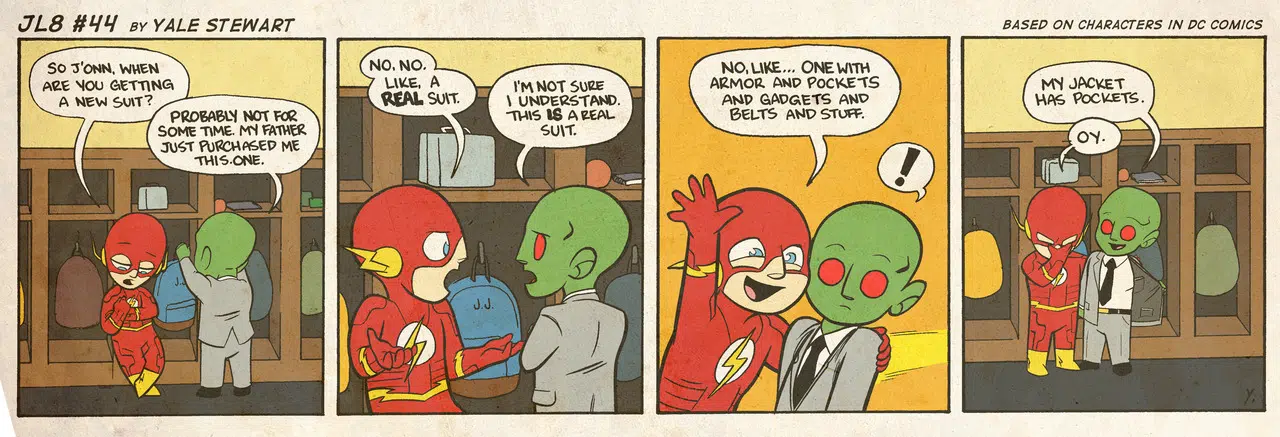 JL8 #44 BY YALE STEWART
BASED ON CHARACTERS IN DC COMICS
SO J'ONN, WHEN
ARE YOU GETTING
A NEW SUIT?
PROBABLY NOT FOR
SOME TIME. MY FATHER
JUST PURCHASED ME
THIS ONE.
J.J.
NO, NO.
LIKE, A
REAL SUIT.
I'M NOT SURE
I UNDERSTAND.
THIS IS A REAL
SUIT.
J.J.
NO, LIKE... ONE WITH
ARMOR AND POCKETS
AND GADGETS AND
BELTS AND STUFF.
!
MY JACKET
HAS POCKETS.
OY.
Y.